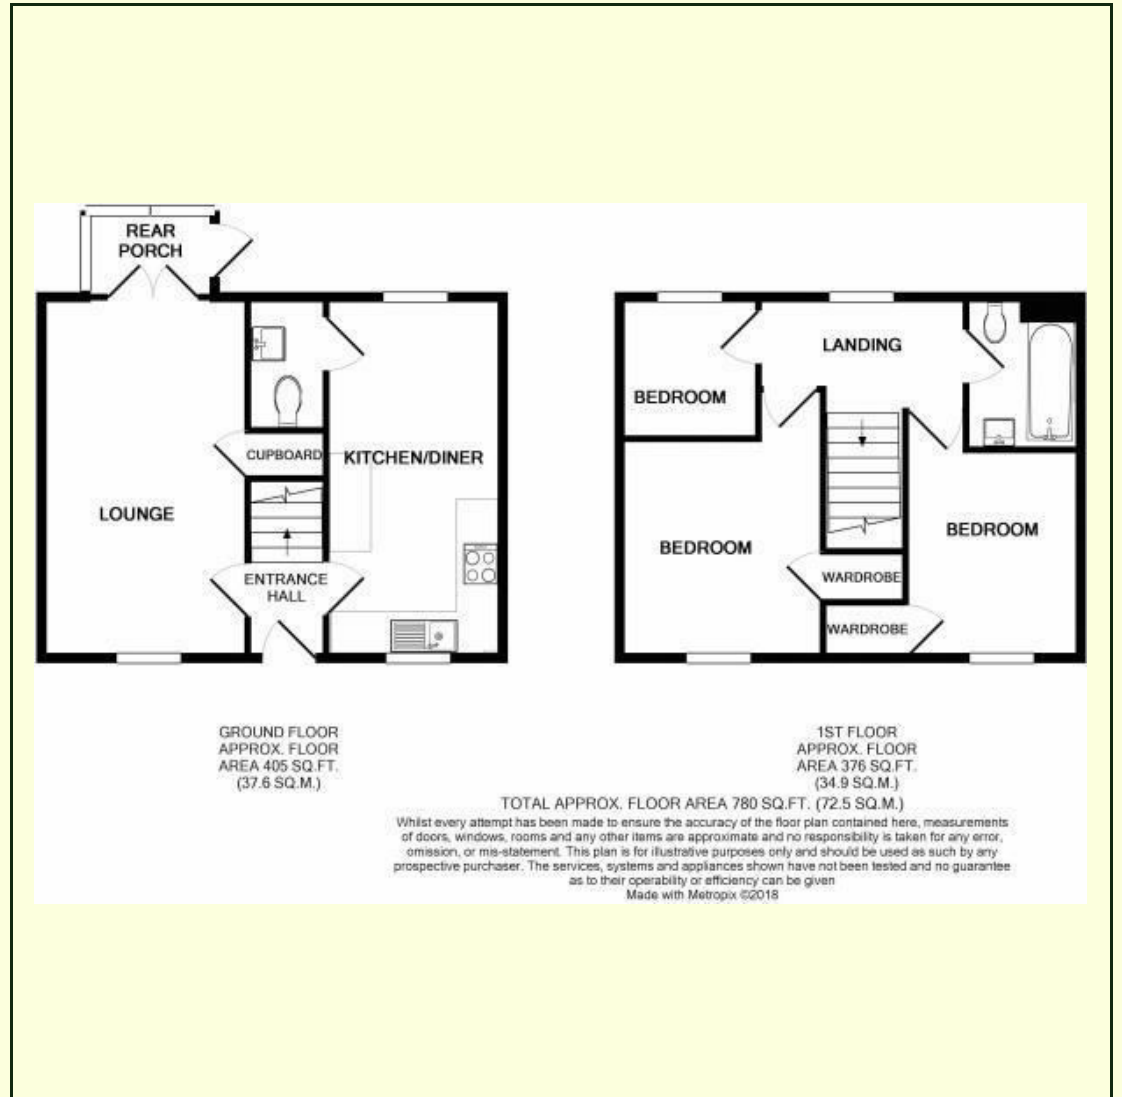 REAR
PORCH
CUPBOARD
KITCHEN/DINER
LOUNGE
ENTRANCE
HALL
LANDING
BEDROOM
BEDROOM
BEDROOM
WARDROBE
WARDROBE
GROUND FLOOR
APPROX. FLOOR
AREA 405 SQ.FT.
(37.6 SQ.M.)
1ST FLOOR
APPROX. FLOOR
AREA 376 SQ.FT.
(34.9 SQ.M.)
TOTAL APPROX. FLOOR AREA 780 SQ.FT. (72.5 SQ.M.)
Whilst every attempt has been made to ensure the accuracy of the floor plan contained here, measurements
of doors, windows, rooms and any other items are approximate and no responsibility is taken for any error,
omission, or mis-statement. This plan is for illustrative purposes only and should be used as such by any
prospective purchaser. The services, systems and appliances shown have not been tested and no guarantee
as to their operability or efficiency can be given
Made with Metropix ©2018